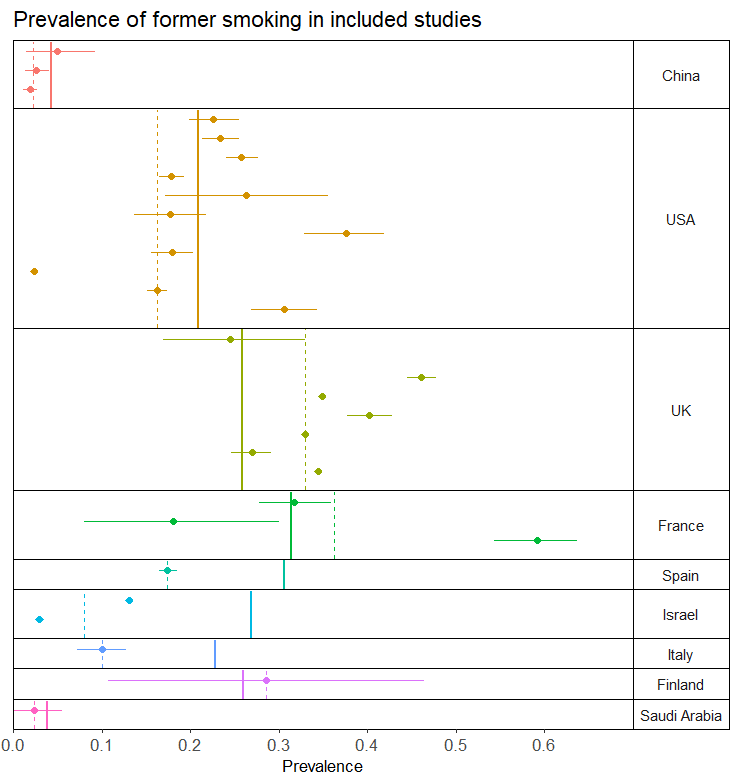 Prevalence of former smoking in included studies
China
USA
UK
France
Spain
Israel
Italy
Finland
Saudi Arabia
0.0 0.1 0.2 0.3 0.4 0.5 0.6
Prevalence